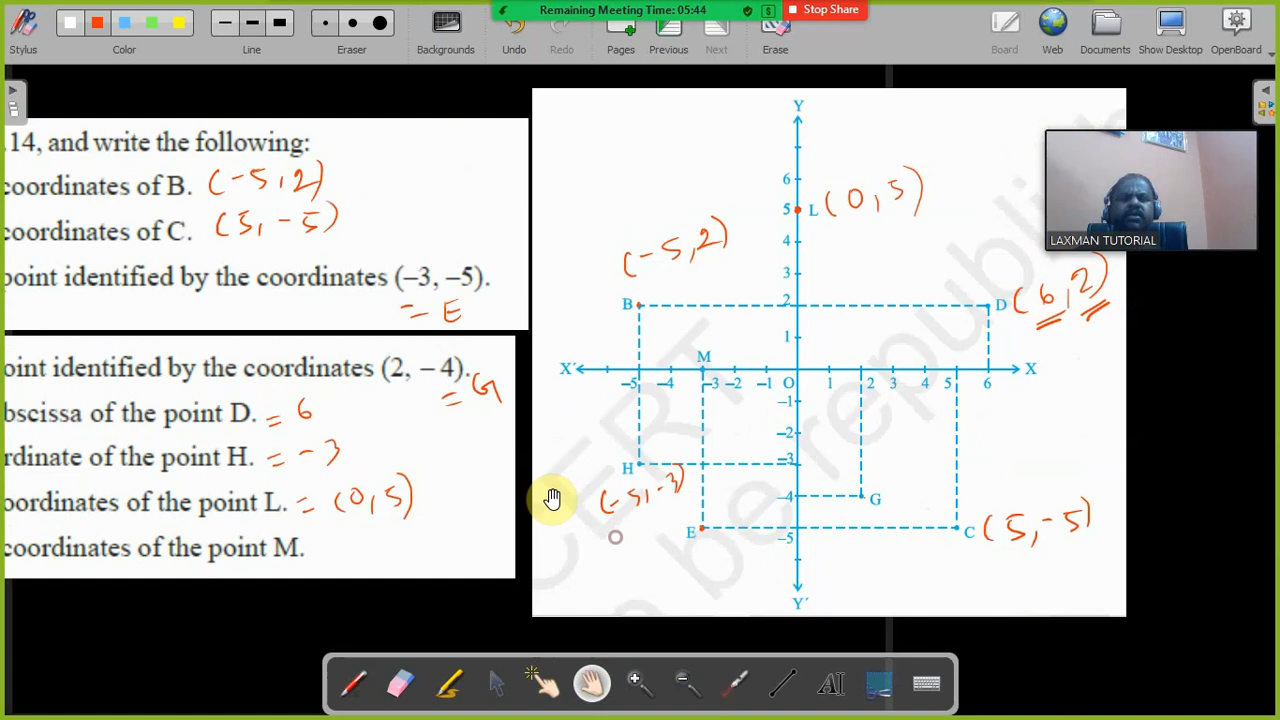 Remaining Meeting Time: 05:44
Stop Share
Stylus
Color
Line
Eraser
Backgrounds
Undo
Redo
Pages
Previous
Next
Erase
Board
Web
Documents
Show Desktop
OpenBoard
.14, and write the following:
coordinates of B. (-5, 2)
coordinates of C. (5, -5)
point identified by the coordinates (–3, –5).
= E
oint identified by the coordinates (2, – 4).
= G
bscissa of the point D. = 6
rdinate of the point H. = -3
oordinates of the point L. = (0, 5)
coordinates of the point M.
Y
6
5 L (0, 5)
4
(-5, 2)
3
B 2 D (6, 2)
1
M
X′ X
–5 –4 –3 –2 –1 O 1 2 3 4 5 6
–1
–2
H –3
(-5, -3)
–4 G
E –5 C (5, -5)
Y′
CERT
be republi
LAXMAN TUTORIAL
AI